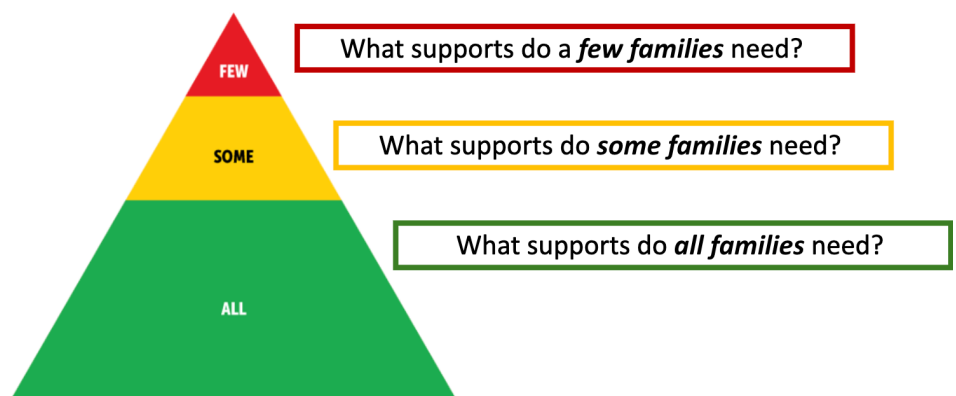 FEW
What supports do a few families need?
SOME
What supports do some families need?
What supports do all families need?
ALL